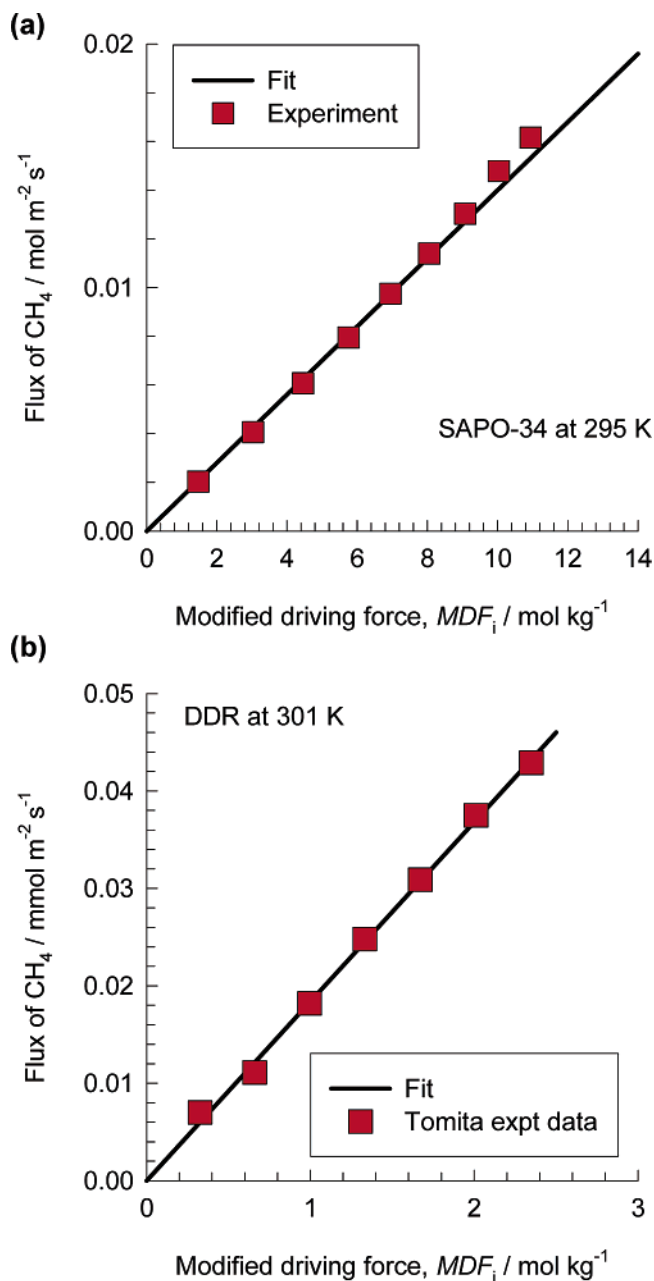 (a)
0.02
Fit
Experiment
0.01
Flux of CH₄ / mol m⁻² s⁻¹
SAPO-34 at 295 K
0.00
0 2 4 6 8 10 12 14
Modified driving force, MDFᵢ / mol kg⁻¹
(b)
0.05
DDR at 301 K
0.04
0.03
Flux of CH₄ / mmol m⁻² s⁻¹
0.02
0.01
Fit
Tomita expt data
0.00
0 1 2 3
Modified driving force, MDFᵢ / mol kg⁻¹